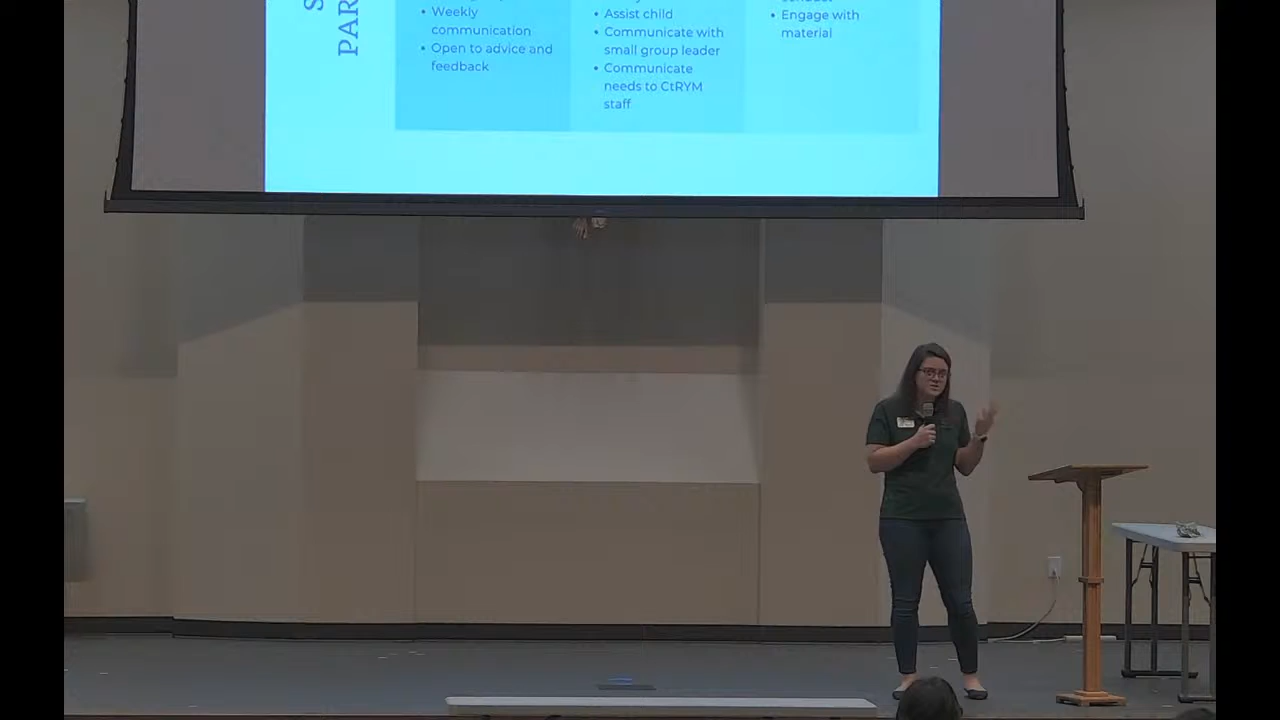 PAR
• Weekly
communication
• Open to advice and
feedback
• Assist child
• Communicate with
small group leader
• Communicate
needs to CtRYM
staff
• Engage with
material